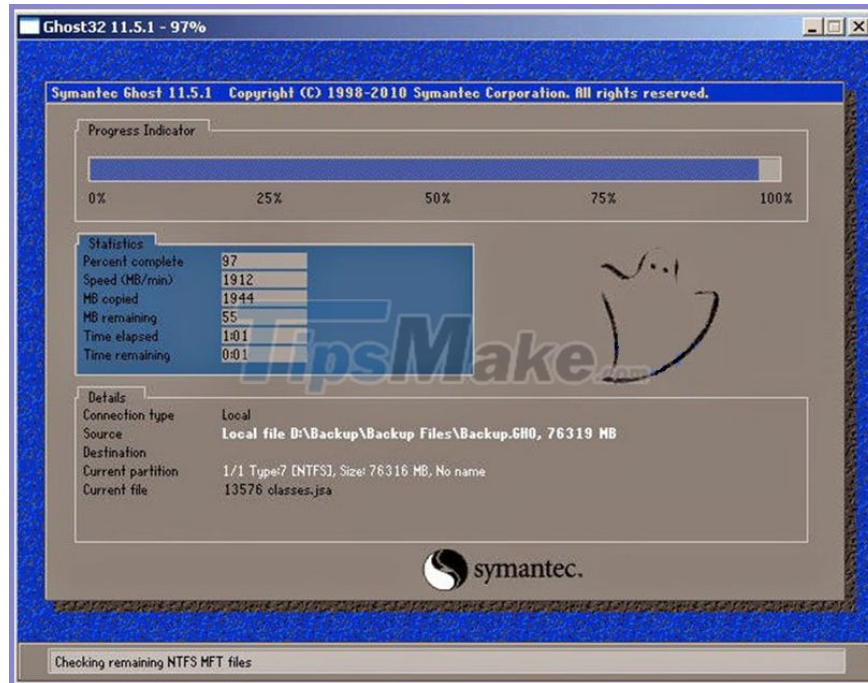 Ghost32 11.5.1 - 97%
Symantec Ghost 11.5.1 Copyright (C) 1998-2010 Symantec Corporation. All rights reserved.
Progress Indicator
0% 25% 50% 75% 100%
Statistics
Percent complete 97
Speed (MB/min) 1912
MB copied 1944
MB remaining 55
Time elapsed 1:01
Time remaining 0:01
TipsMake.com
Details
Connection type Local
Source Local file D:\Backup\Backup Files\Backup.GHO, 76319 MB
Destination
Current partition 1/1 Type:7 [NTFS], Size: 76316 MB, No name
Current file 13576 classes.jsa
symantec.
Checking remaining NTFS MFT files